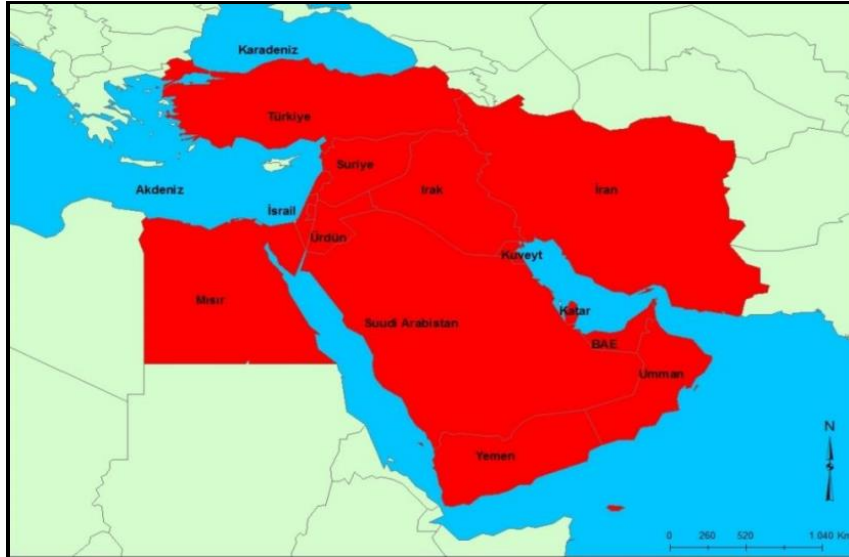 Karadeniz
Türkiye
Suriye
Akdeniz
Irak
İran
İsrail
Ürdün
Kuveyt
Mısır
Katar
Suudi Arabistan
BAE
Umman
N
Yemen
0 260 520 1.040 Km